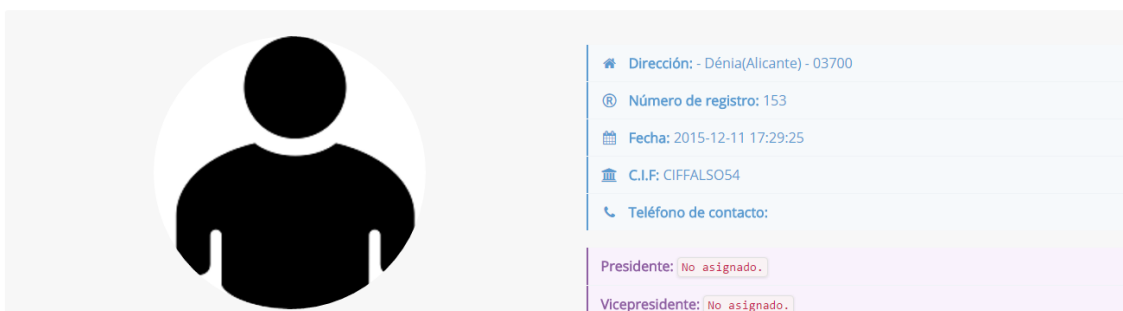 Dirección: - Dénia(Alicante) - 03700
® Número de registro: 153
Fecha: 2015-12-11 17:29:25
C.I.F: CIFFALSO54
Teléfono de contacto:
Presidente: No asignado.
Vicepresidente: No asignado.